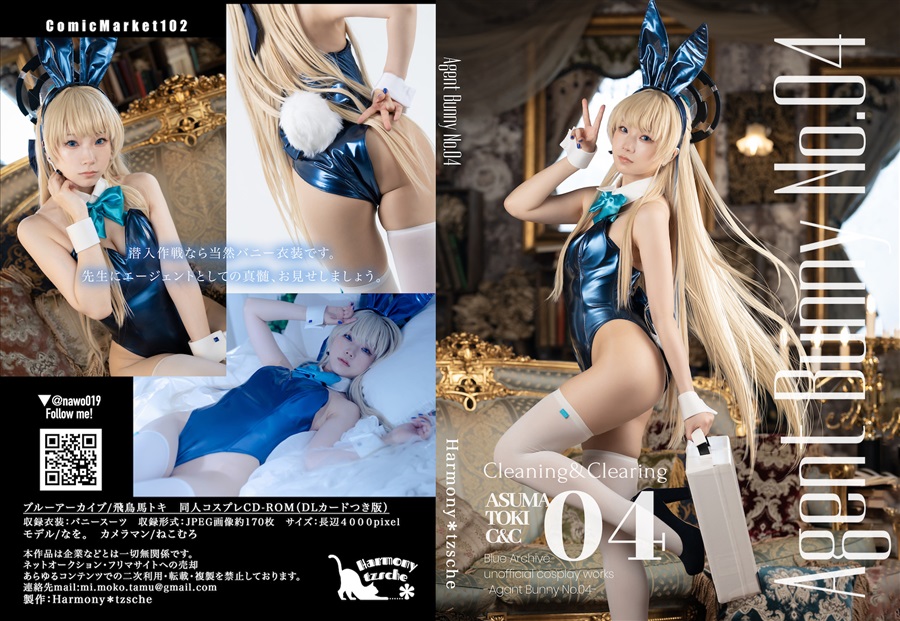 ComicMarket102
潜入作戦なら当然バニー衣装です。
先生にエージェントとしての真髄、お見せしましょう。
▼@nawo019
Follow me!
ブルーアーカイブ/飛鳥馬トキ 同人コスプレCD-ROM(DLカードつき版)
収録衣装:バニースーツ 収録形式:JPEG画像約170枚 サイズ:長辺4000pixel
モデル/なを。 カメラマン/ねこむろ
本作品は企業などとは一切無関係です。
ネットオークション・フリマサイトへの売却
あらゆるコンテンツでの二次利用・転載・複製を禁止しております。
連絡先mail:mi.moko.tamu@gmail.com
製作:Harmony*tzsche
Harmony
tzsche
Agent Bunny No.04
Harmony*tzsche
Agent Bunny No.04
Cleaning&Clearing
ASUMA
TOKI
C&C
04
Blue Archive-
unofficial cosplay works
-Agant Bunny No.04-